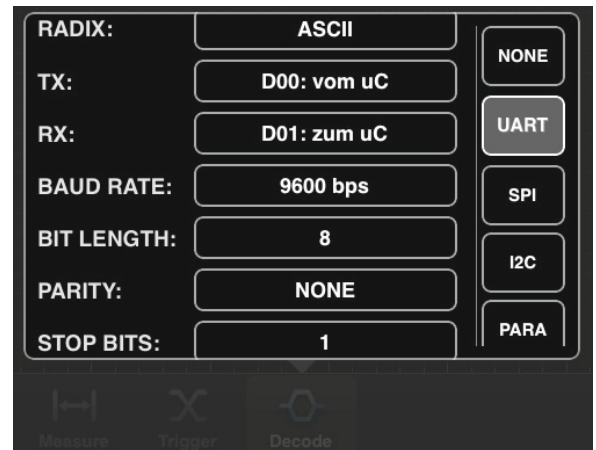 RADIX: ASCII
TX: D00: vom uC
RX: D01: zum uC
BAUD RATE: 9600 bps
BIT LENGTH: 8
PARITY: NONE
STOP BITS: 1
NONE
UART
SPI
I2C
PARA
Measure Trigger Decode